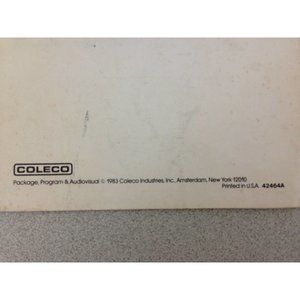 COLECO
Package, Program & Audiovisual © 1983 Coleco Industries, Inc. Amsterdam, New York 12010
Printed in U.S.A. 42464A